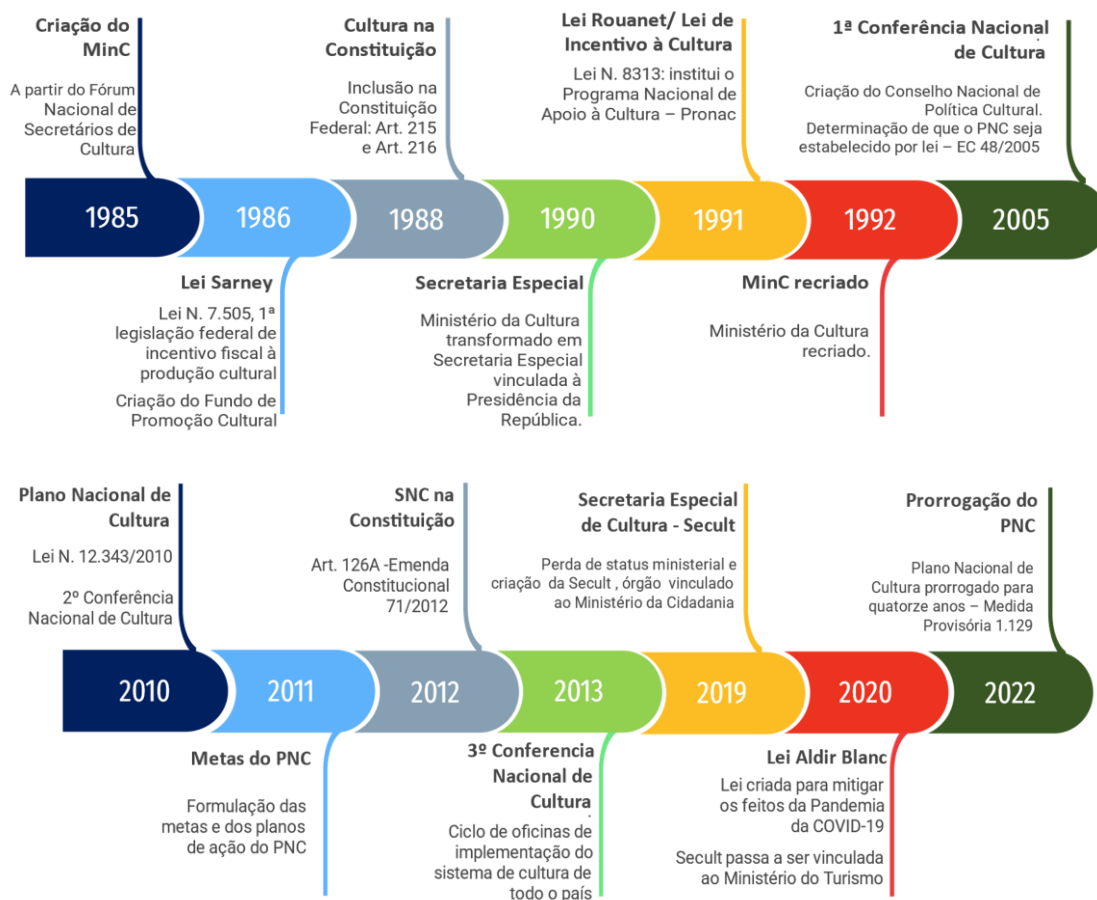 Criação do
MinC
A partir do Fórum
Nacional de
Secretários de
Cultura
Cultura na
Constituição
Inclusão na
Constituição
Federal: Art. 215
e Art. 216
Lei Rouanet/ Lei de
Incentivo à Cultura
Lei N. 8313: institui o
Programa Nacional de
Apoio à Cultura – Pronac
1ª Conferência Nacional
de Cultura
Criação do Conselho Nacional de
Política Cultural.
Determinação de que o PNC seja
estabelecido por lei – EC 48/2005
1985
1986
1988
1990
1991
1992
2005
Lei Sarney
Lei N. 7.505, 1ª
legislação federal de
incentivo fiscal à
produção cultural
Criação do Fundo de
Promoção Cultural
Secretaria Especial
Ministério da Cultura
transformado em
Secretaria Especial
vinculada à
Presidência da
República.
MinC recriado
Ministério da Cultura
recriado.
Plano Nacional de
Cultura
Lei N. 12.343/2010
2º Conferência
Nacional de Cultura
SNC na
Constituição
Art. 126A -Emenda
Constitucional
71/2012
Secretaria Especial
de Cultura - Secult
Perda de status ministerial e
criação da Secult , órgão vinculado
ao Ministério da Cidadania
Prorrogação do
PNC
Plano Nacional de
Cultura prorrogado para
quatorze anos – Medida
Provisória 1.129
2010
2011
2012
2013
2019
2020
2022
Metas do PNC
Formulação das
metas e dos planos
de ação do PNC
3º Conferencia
Nacional de
Cultura
Ciclo de oficinas de
implementação do
sistema de cultura de
todo o país
Lei Aldir Blanc
Lei criada para mitigar
os feitos da Pandemia
da COVID-19
Secult passa a ser vinculada
ao Ministério do Turismo